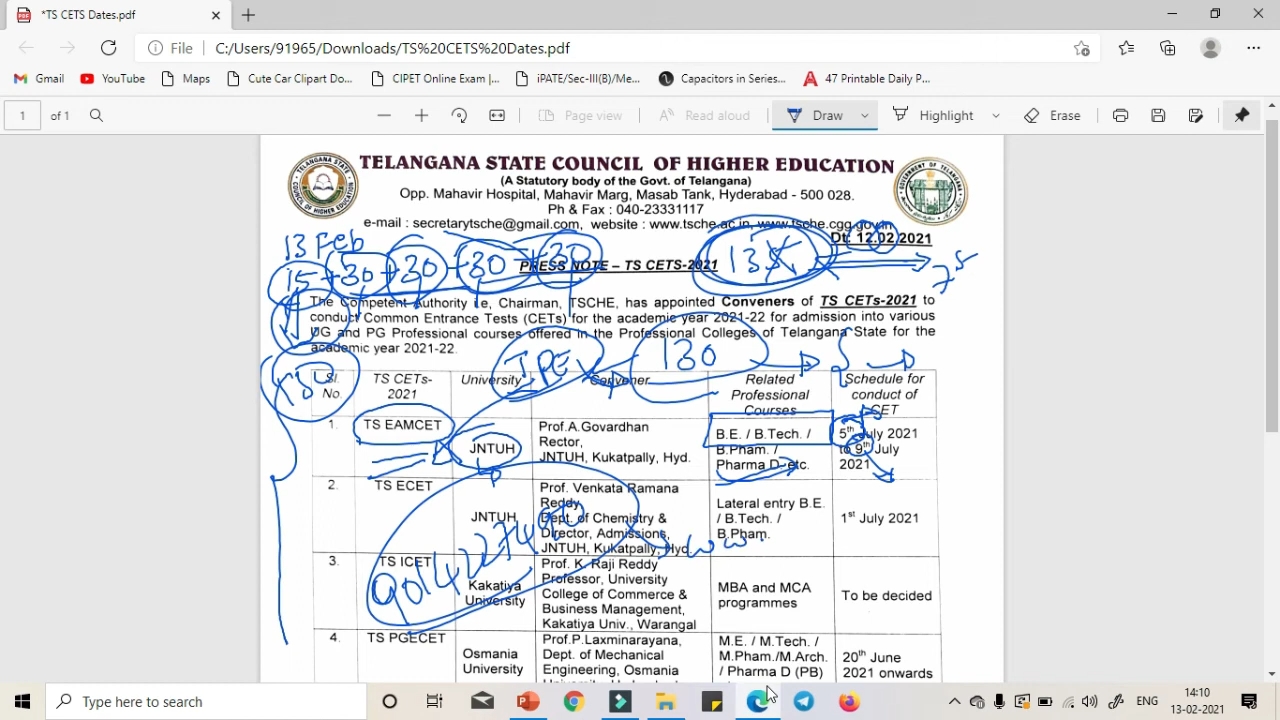 *TS CETS Dates.pdf
File C:/Users/91965/Downloads/TS%20CETS%20Dates.pdf
Gmail YouTube Maps Cute Car Clipart Do... CIPET Online Exam |... iPATE/Sec-III(B)/Me... Capacitors in Series... 47 Printable Daily P...
1 of 1 Page view Read aloud Draw Highlight Erase
TELANGANA STATE COUNCIL OF HIGHER EDUCATION
(A Statutory body of the Govt. of Telangana)
Opp. Mahavir Hospital, Mahavir Marg, Masab Tank, Hyderabad - 500 028.
Ph & Fax : 040-23331117
e-mail : secretarytsche@gmail.com, website : www.tsche.ac.in, www.tsche.cgg.gov.in
Dt: 12.02.2021
13 Feb
15 +30 +30 +30 +30
135
75
PRESS NOTE – TS CETS-2021
The Competent Authority i.e, Chairman, TSCHE, has appointed Conveners of TS CETs-2021 to
conduct Common Entrance Tests (CETs) for the academic year 2021-22 for admission into various
UG and PG Professional courses offered in the Professional Colleges of Telangana State for the
academic year 2021-22.
IPE 130
Sl. No. TS CETS-2021 University Convener Related Professional Courses Schedule for conduct of CET
1. TS EAMCET JNTUH Prof.A.Govardhan Rector, JNTUH, Kukatpally, Hyd. B.E. / B.Tech. / B.Pham. / Pharma D etc. 5th July 2021 to 9th July 2021
2. TS ECET JNTUH Prof. Venkata Ramana Reddy Dept. of Chemistry & Director, Admissions, JNTUH, Kukatpally, Hyd Lateral entry B.E. / B.Tech. / B.Pham. 1st July 2021
3. TS ICET Kakatiya University Prof. K. Raji Reddy Professor, University College of Commerce & Business Management, Kakatiya Univ., Warangal MBA and MCA programmes To be decided
4. TS PGECET Osmania University Prof.P.Laxminarayana, Dept. of Mechanical Engineering, Osmania M.E. / M.Tech. / M.Pham./M.Arch. / Pharma D (PB) 20th June 2021 onwards
Type here to search
ENG
14:10
13-02-2021